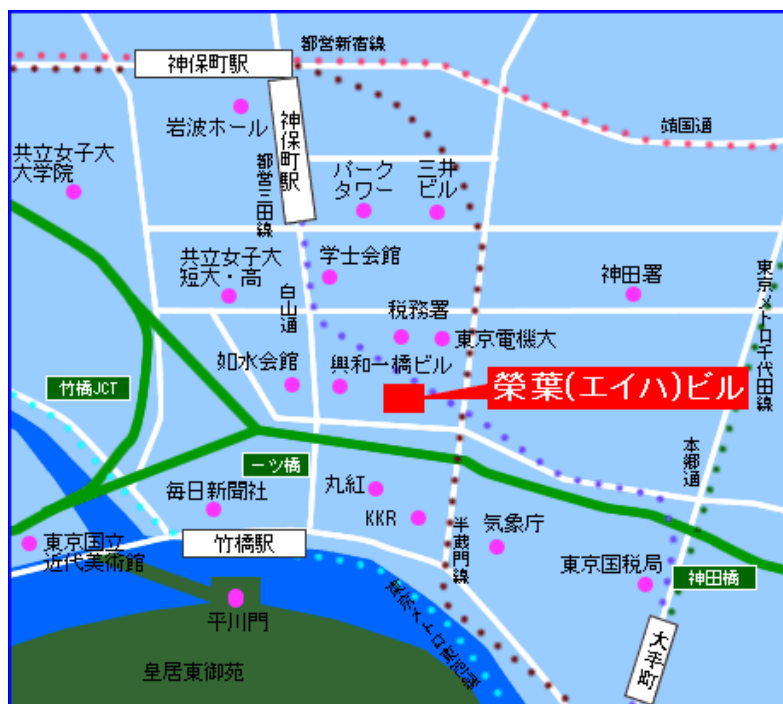 都営新宿線
神保町駅
岩波ホール
神保町駅
靖国通
共立女子大
大学院
都営三田線
パーク
タワー
三井
ビル
共立女子大
短大・高
学士会館
神田署
東京メトロ千代田線
白山通
税務署
東京電機大
如水会館
興和一橋ビル
榮葉(エイハ)ビル
竹橋JCT
本郷通
一ツ橋
毎日新聞社
丸紅
KKR
半蔵門線
気象庁
東京国立
近代美術館
竹橋駅
東京国税局
神田橋
平川門
東京メトロ東西線
大手町
皇居東御苑